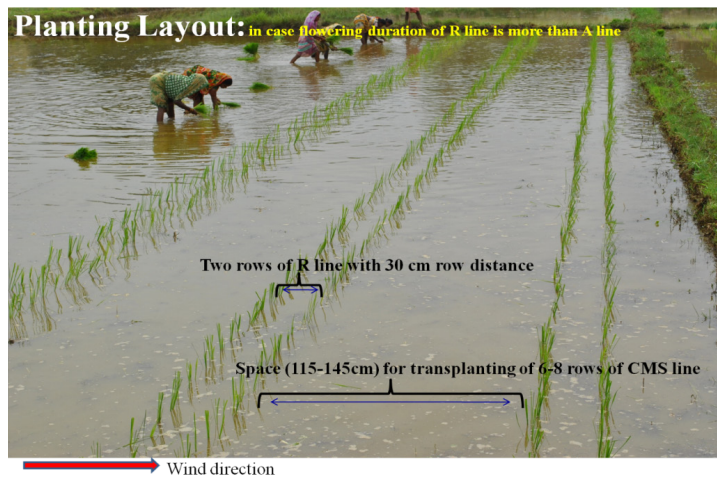 Planting Layout: in case flowering duration of R line is more than A line
Two rows of R line with 30 cm row distance
Space (115-145cm) for transplanting of 6-8 rows of CMS line
Wind direction